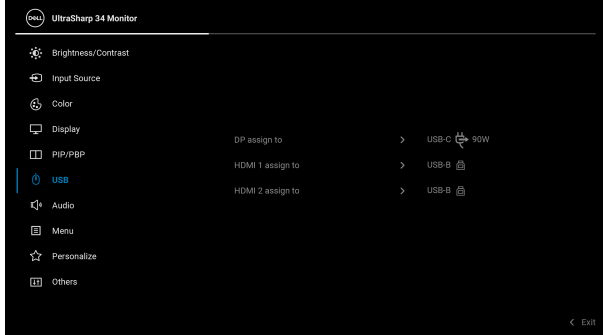 DELL UltraSharp 34 Monitor
Brightness/Contrast
Input Source
Color
Display
DP assign to > USB-C 90W
PIP/PBP
HDMI 1 assign to > USB-B
USB
HDMI 2 assign to > USB-B
Audio
Menu
Personalize
Others
< Exit